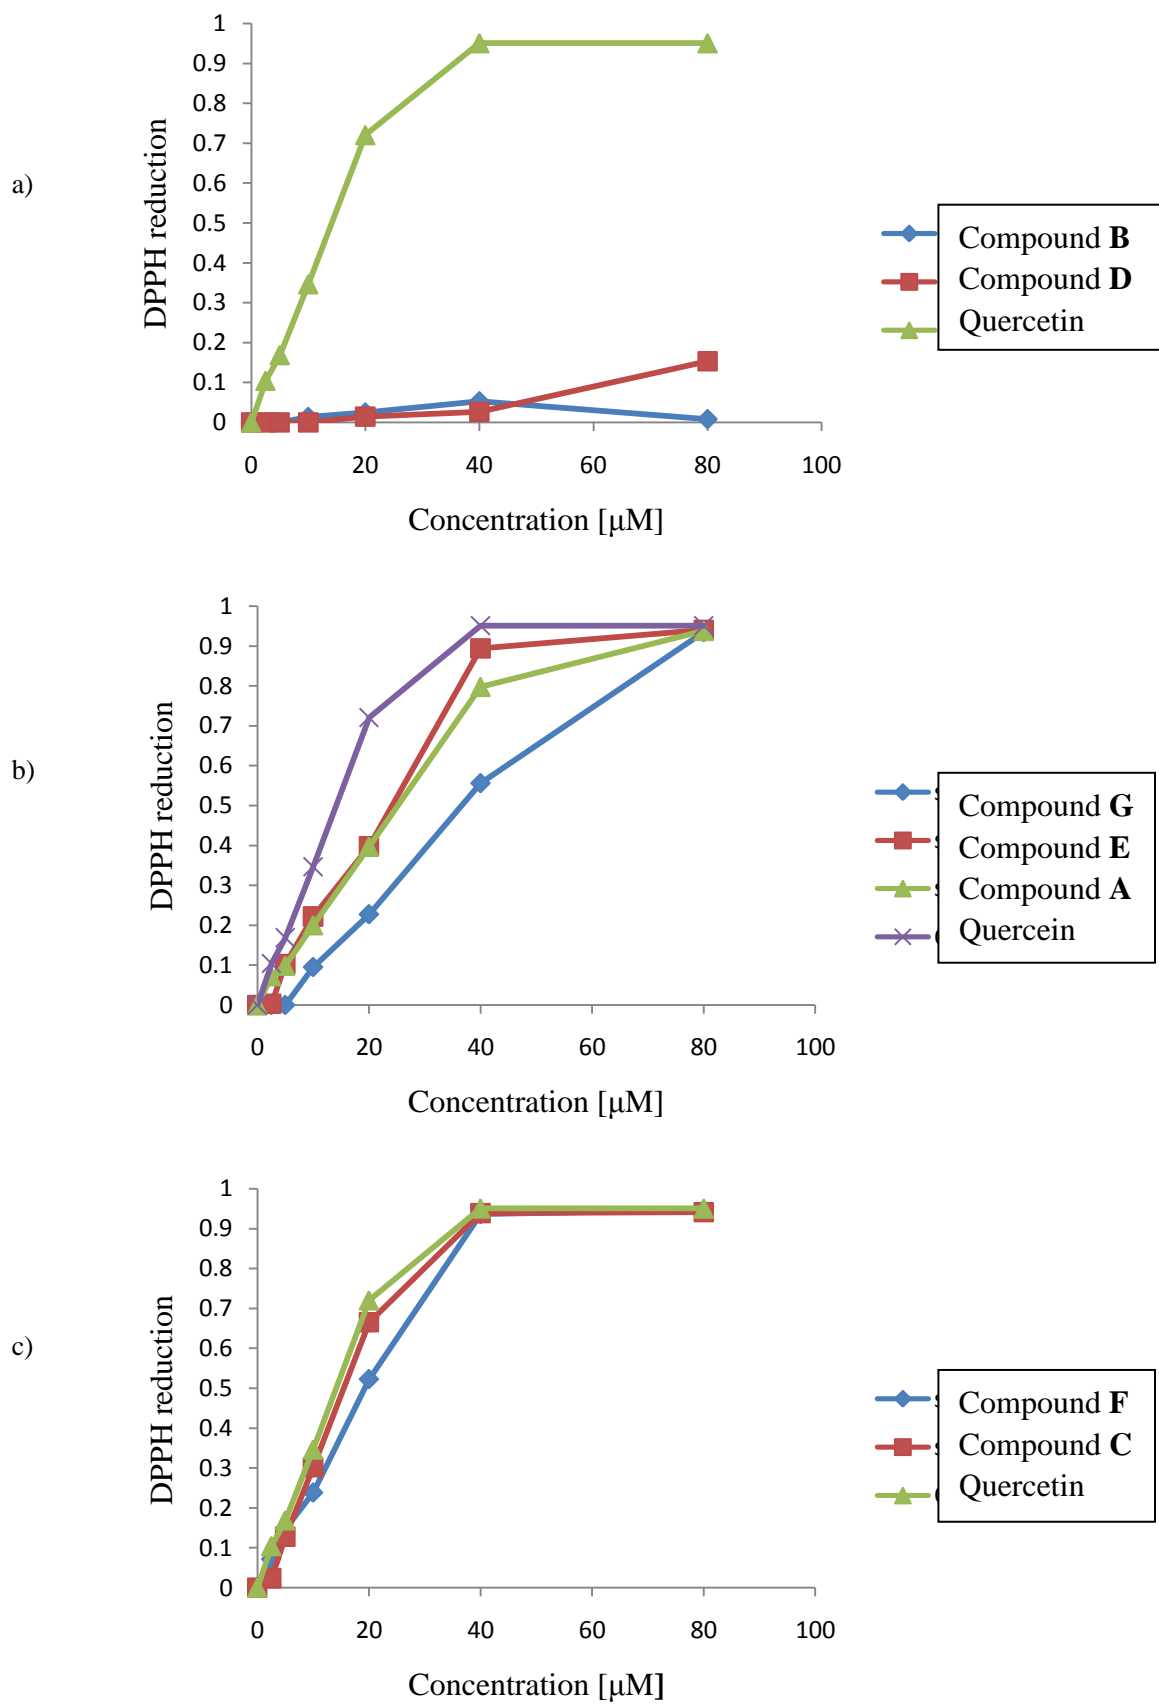 a)
DPPH reduction
1
0.9
0.8
0.7
0.6
0.5
0.4
0.3
0.2
0.1
0
0 20 40 60 80 100
Concentration [μM]
Compound B
Compound D
Quercetin
b)
DPPH reduction
1
0.9
0.8
0.7
0.6
0.5
0.4
0.3
0.2
0.1
0
0 20 40 60 80 100
Concentration [μM]
Compound G
Compound E
Compound A
Quercein
c)
DPPH reduction
1
0.9
0.8
0.7
0.6
0.5
0.4
0.3
0.2
0.1
0
0 20 40 60 80 100
Concentration [μM]
Compound F
Compound C
Quercetin